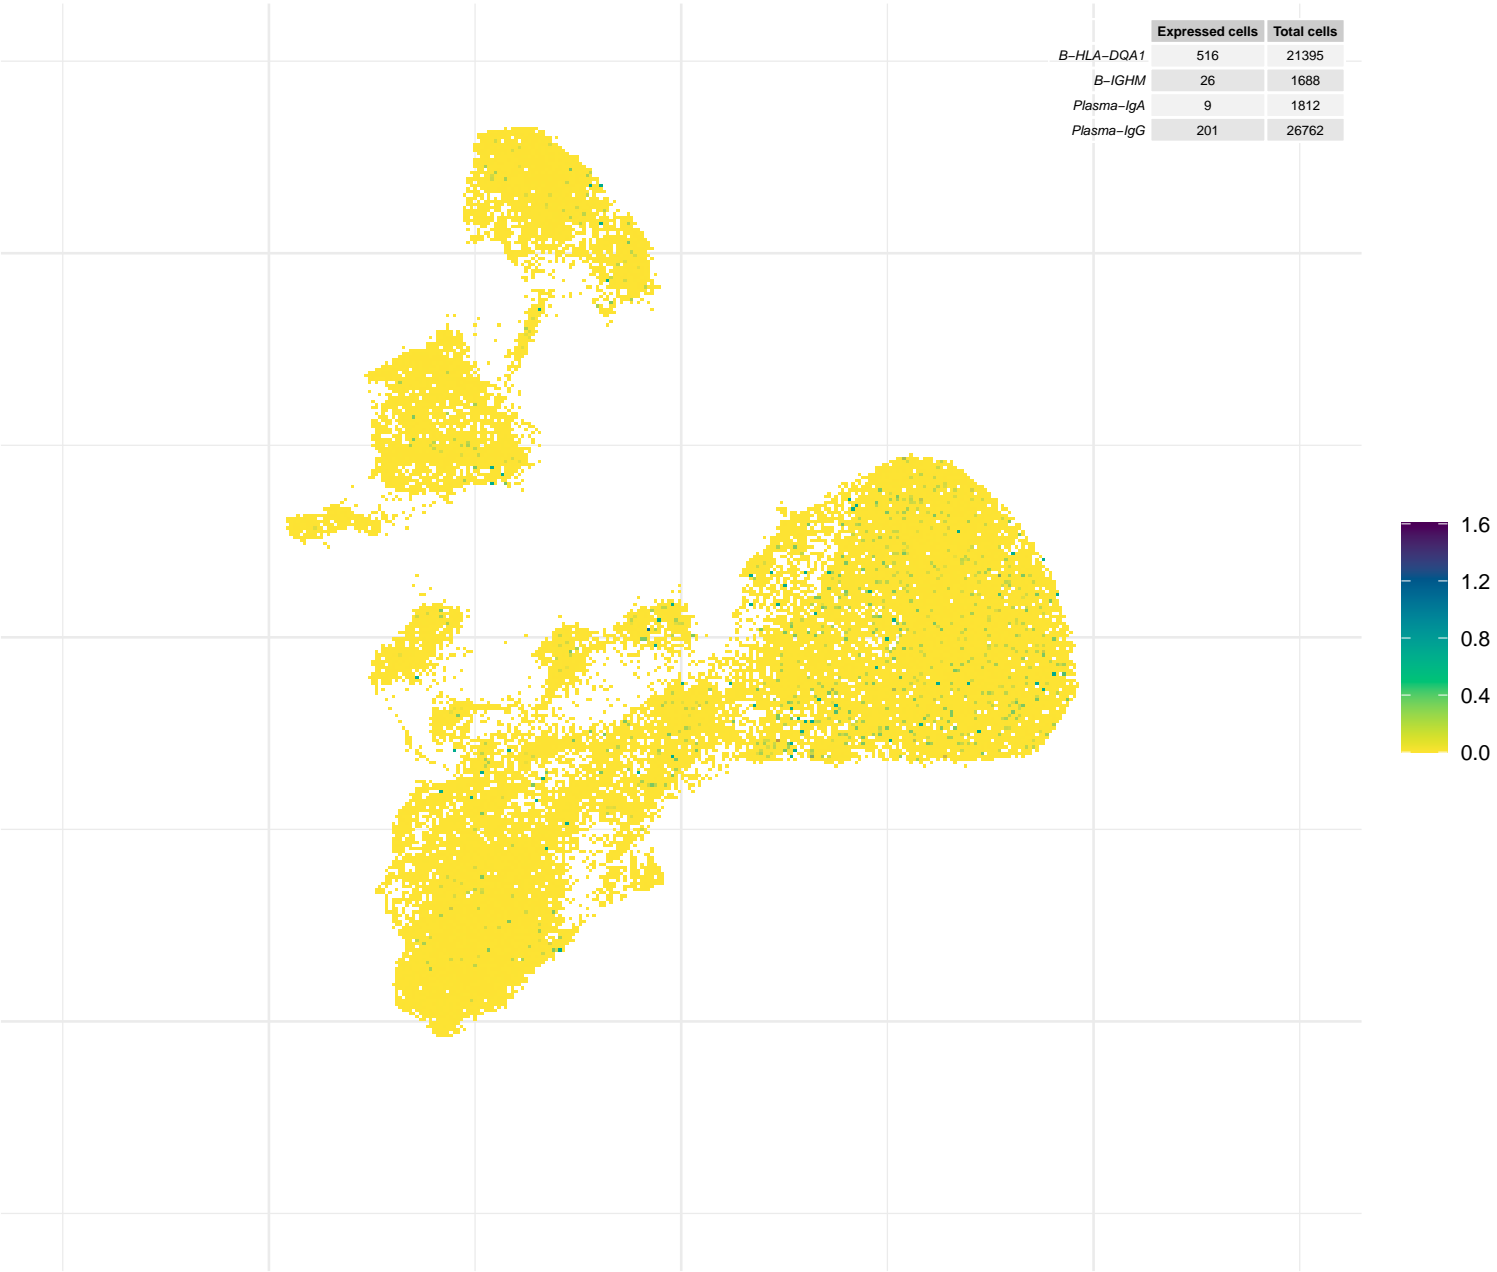 Expressed cells Total cells
B−HLA−DQA1 516 21395
B−IGHM 26 1688
Plasma−IgA 9 1812
Plasma−IgG 201 26762
1.6
1.2
0.8
0.4
0.0